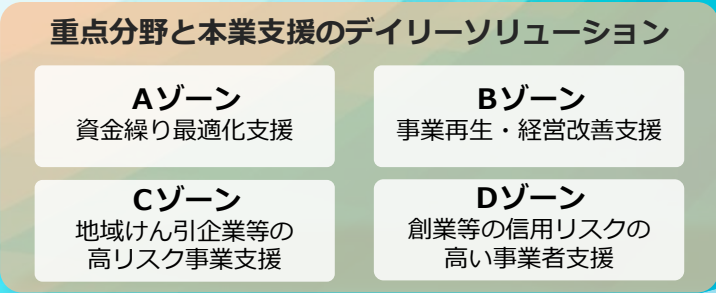 重点分野と本業支援のデイリーソリューション
Aゾーン
資金繰り最適化支援
Bゾーン
事業再生・経営改善支援
Cゾーン
地域けん引企業等の
高リスク事業支援
Dゾーン
創業等の信用リスクの
高い事業者支援